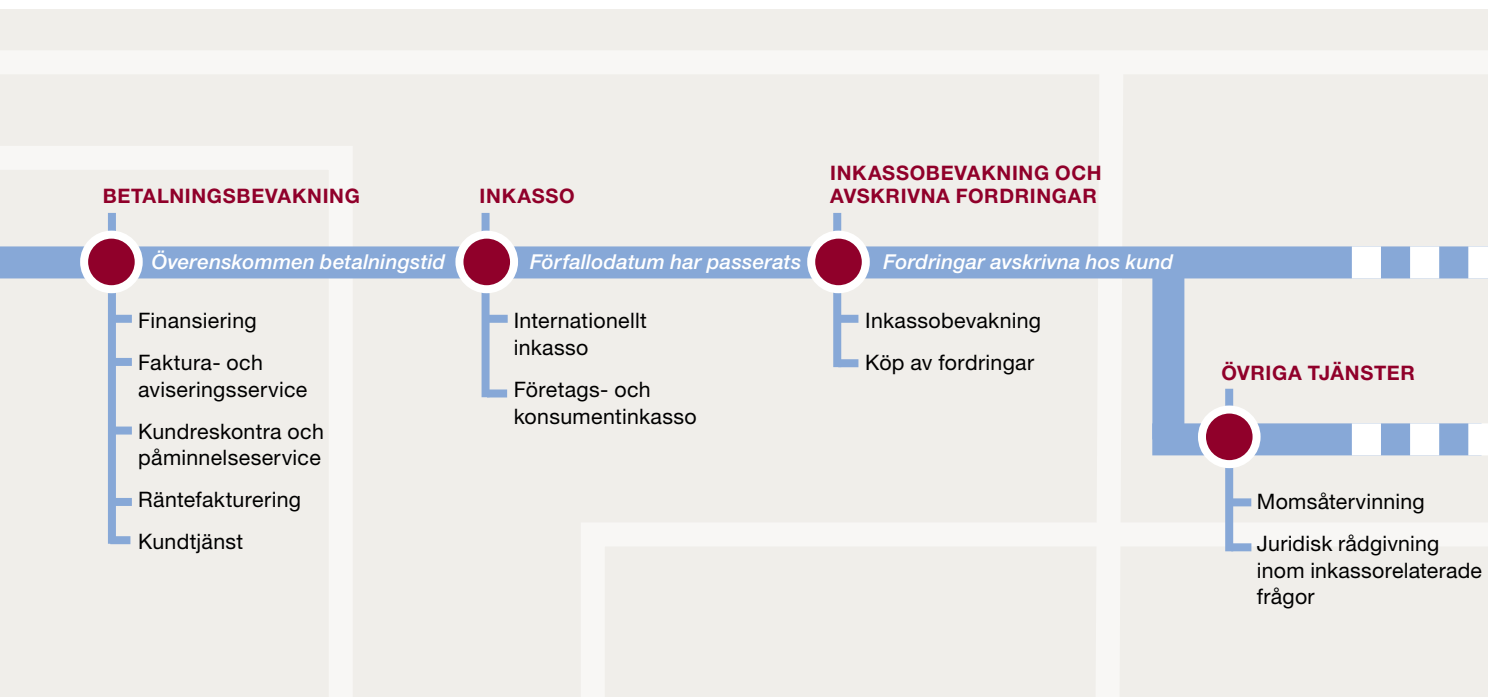 BETALNINGSBEVAKNING
Överenskommen betalningstid
Finansiering
Faktura- och
aviseringsservice
Kundreskontra och
påminnelseservice
Räntefakturering
Kundtjänst
INKASSO
Förfallodatum har passerats
Internationellt
inkasso
Företags- och
konsumentinkasso
INKASSOBEVAKNING OCH
AVSKRIVNA FORDRINGAR
Fordringar avskrivna hos kund
Inkassobevakning
Köp av fordringar
ÖVRIGA TJÄNSTER
Momsåtervinning
Juridisk rådgivning
inom inkassorelaterade
frågor